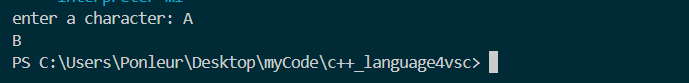 enter a character: A
B
PS C:\Users\Ponleur\Desktop\myCode\c++_language4vsc>